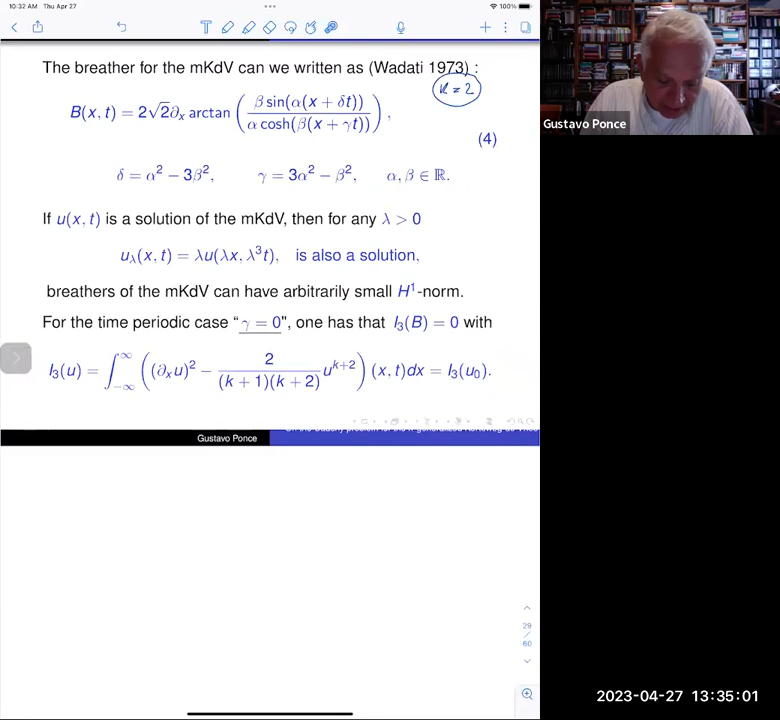 10:32 AM Thu Apr 27
100%
The breather for the mKdV can we written as (Wadati 1973) :
k = 2
B(x, t) = 2√2∂ₓ arctan ( β sin(α(x + δt)) / α cosh(β(x + γt)) ) ,
(4)
δ = α² − 3β², γ = 3α² − β², α, β ∈ ℝ.
If u(x, t) is a solution of the mKdV, then for any λ > 0
u_λ(x, t) = λu(λx, λ³t), is also a solution,
breathers of the mKdV can have arbitrarily small H¹-norm.
For the time periodic case “γ = 0”, one has that I₃(B) = 0 with
I₃(u) = ∫_{−∞}^{∞} ( (∂ₓu)² − 2/((k + 1)(k + 2)) u^{k+2} ) (x, t)dx = I₃(u₀).
Gustavo Ponce
29
/
60
Gustavo Ponce
2023-04-27 13:35:01